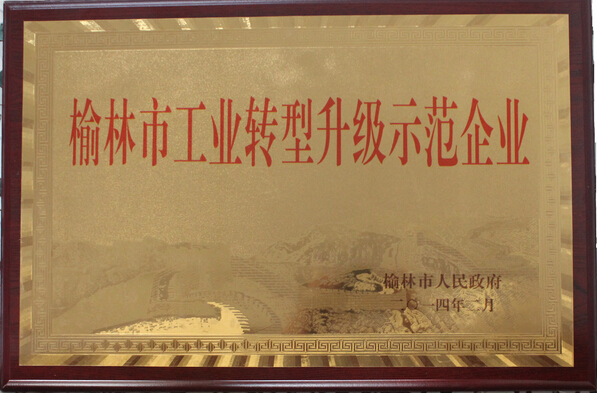 榆林市工业转型升级示范企业
榆林市人民政府
二〇一四年二月